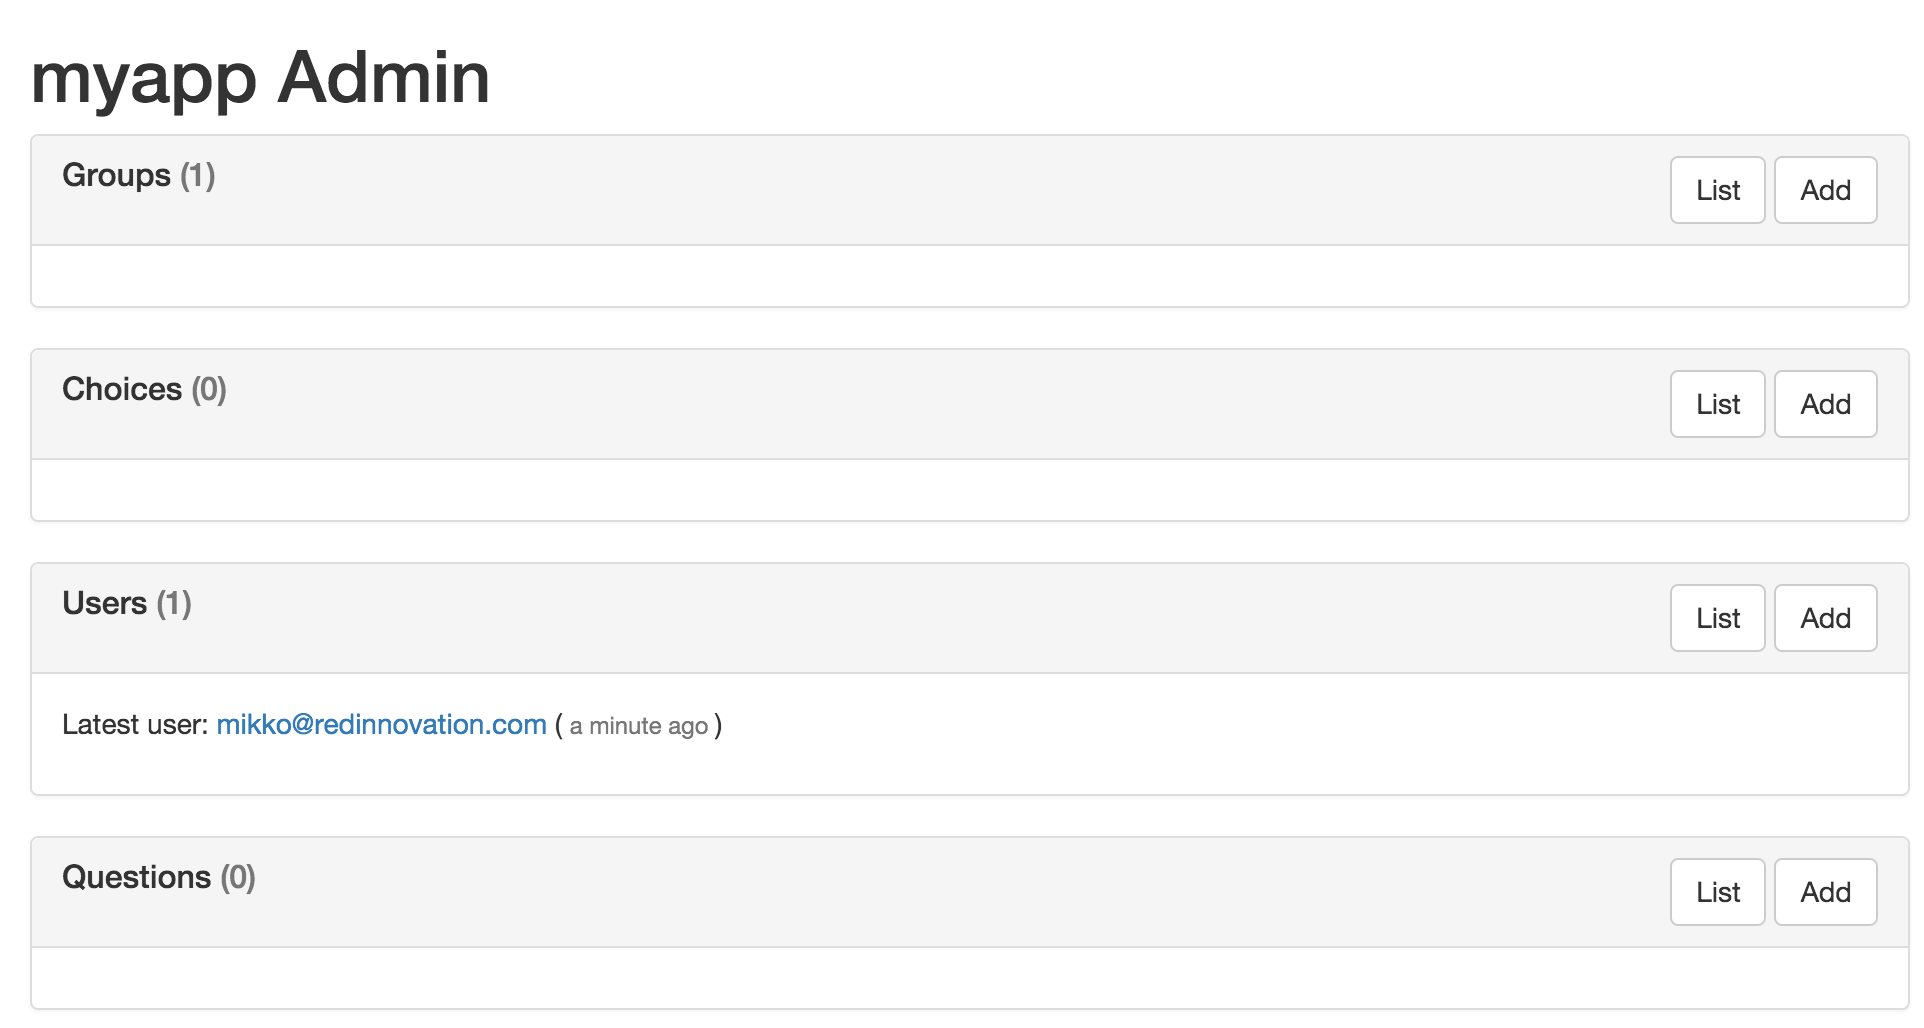 myapp Admin
Groups (1)
List Add
Choices (0)
List Add
Users (1)
List Add
Latest user: mikko@redinnovation.com ( a minute ago )
Questions (0)
List Add